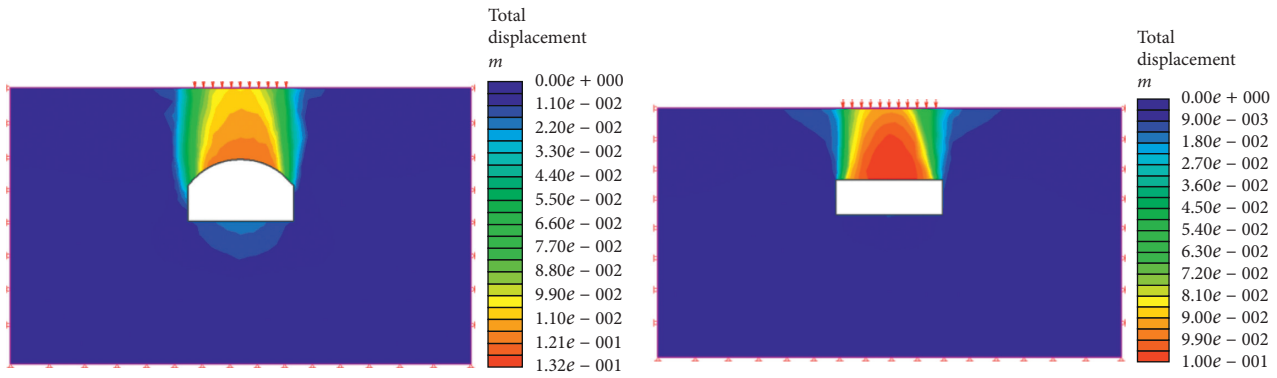 Total
displacement
m
0.00e + 000
1.10e – 002
2.20e – 002
3.30e – 002
4.40e – 002
5.50e – 002
6.60e – 002
7.70e – 002
8.80e – 002
9.90e – 002
1.10e – 002
1.21e – 001
1.32e – 001
Total
displacement
m
0.00e + 000
9.00e – 003
1.80e – 002
2.70e – 002
3.60e – 002
4.50e – 002
5.40e – 002
6.30e – 002
7.20e – 002
8.10e – 002
9.00e – 002
9.90e – 002
1.00e – 001